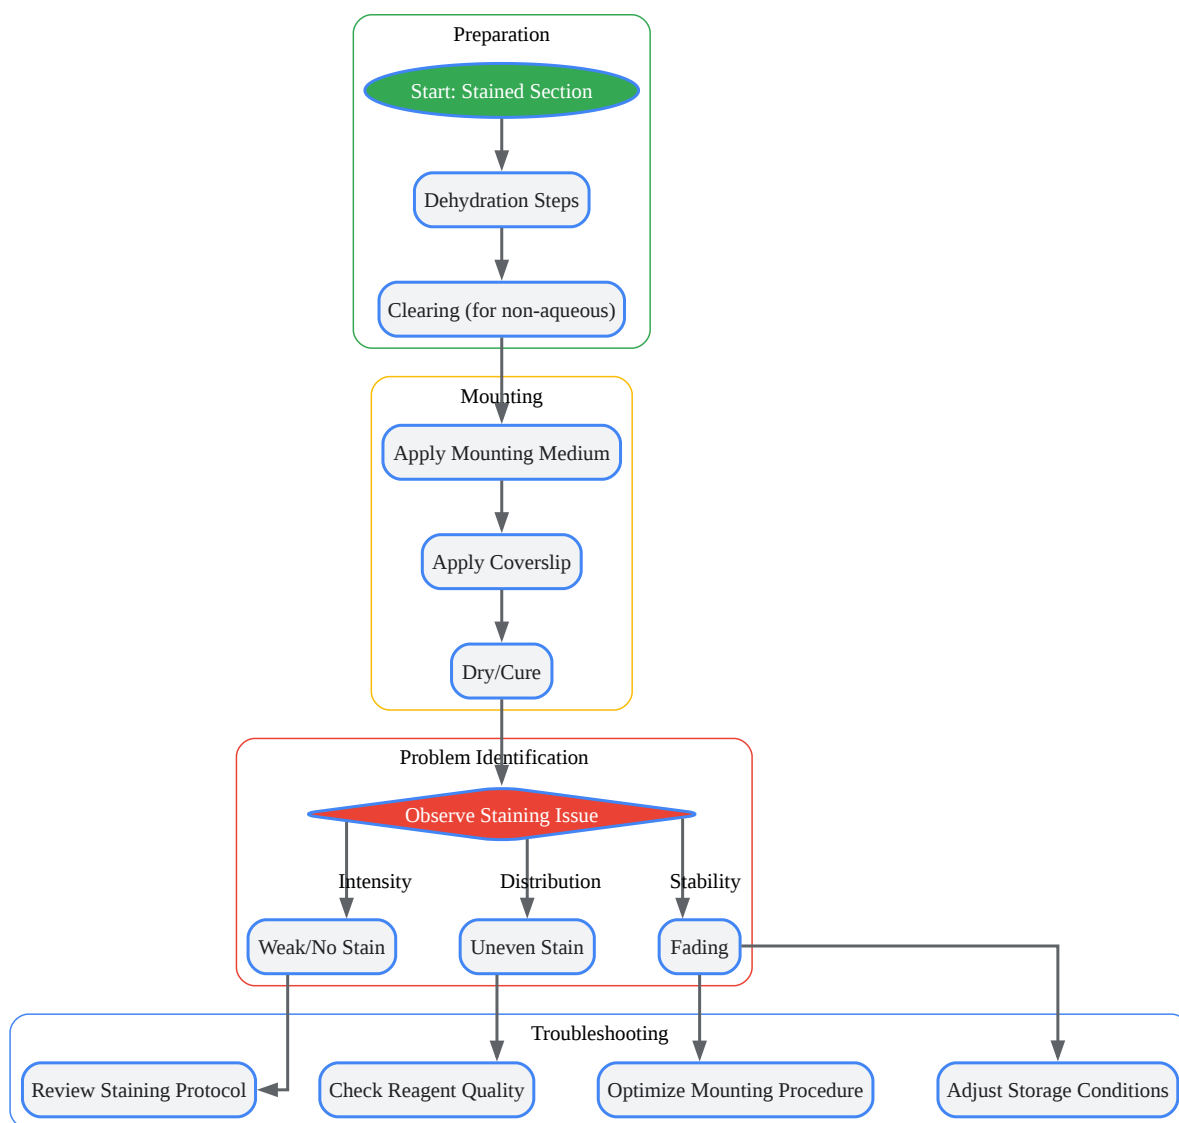 Preparation
Start: Stained Section
Dehydration Steps
Clearing (for non-aqueous)
Mounting
Apply Mounting Medium
Apply Coverslip
Dry/Cure
Problem Identification
Observe Staining Issue
Intensity
Distribution
Stability
Weak/No Stain
Uneven Stain
Fading
Troubleshooting
Review Staining Protocol
Check Reagent Quality
Optimize Mounting Procedure
Adjust Storage Conditions